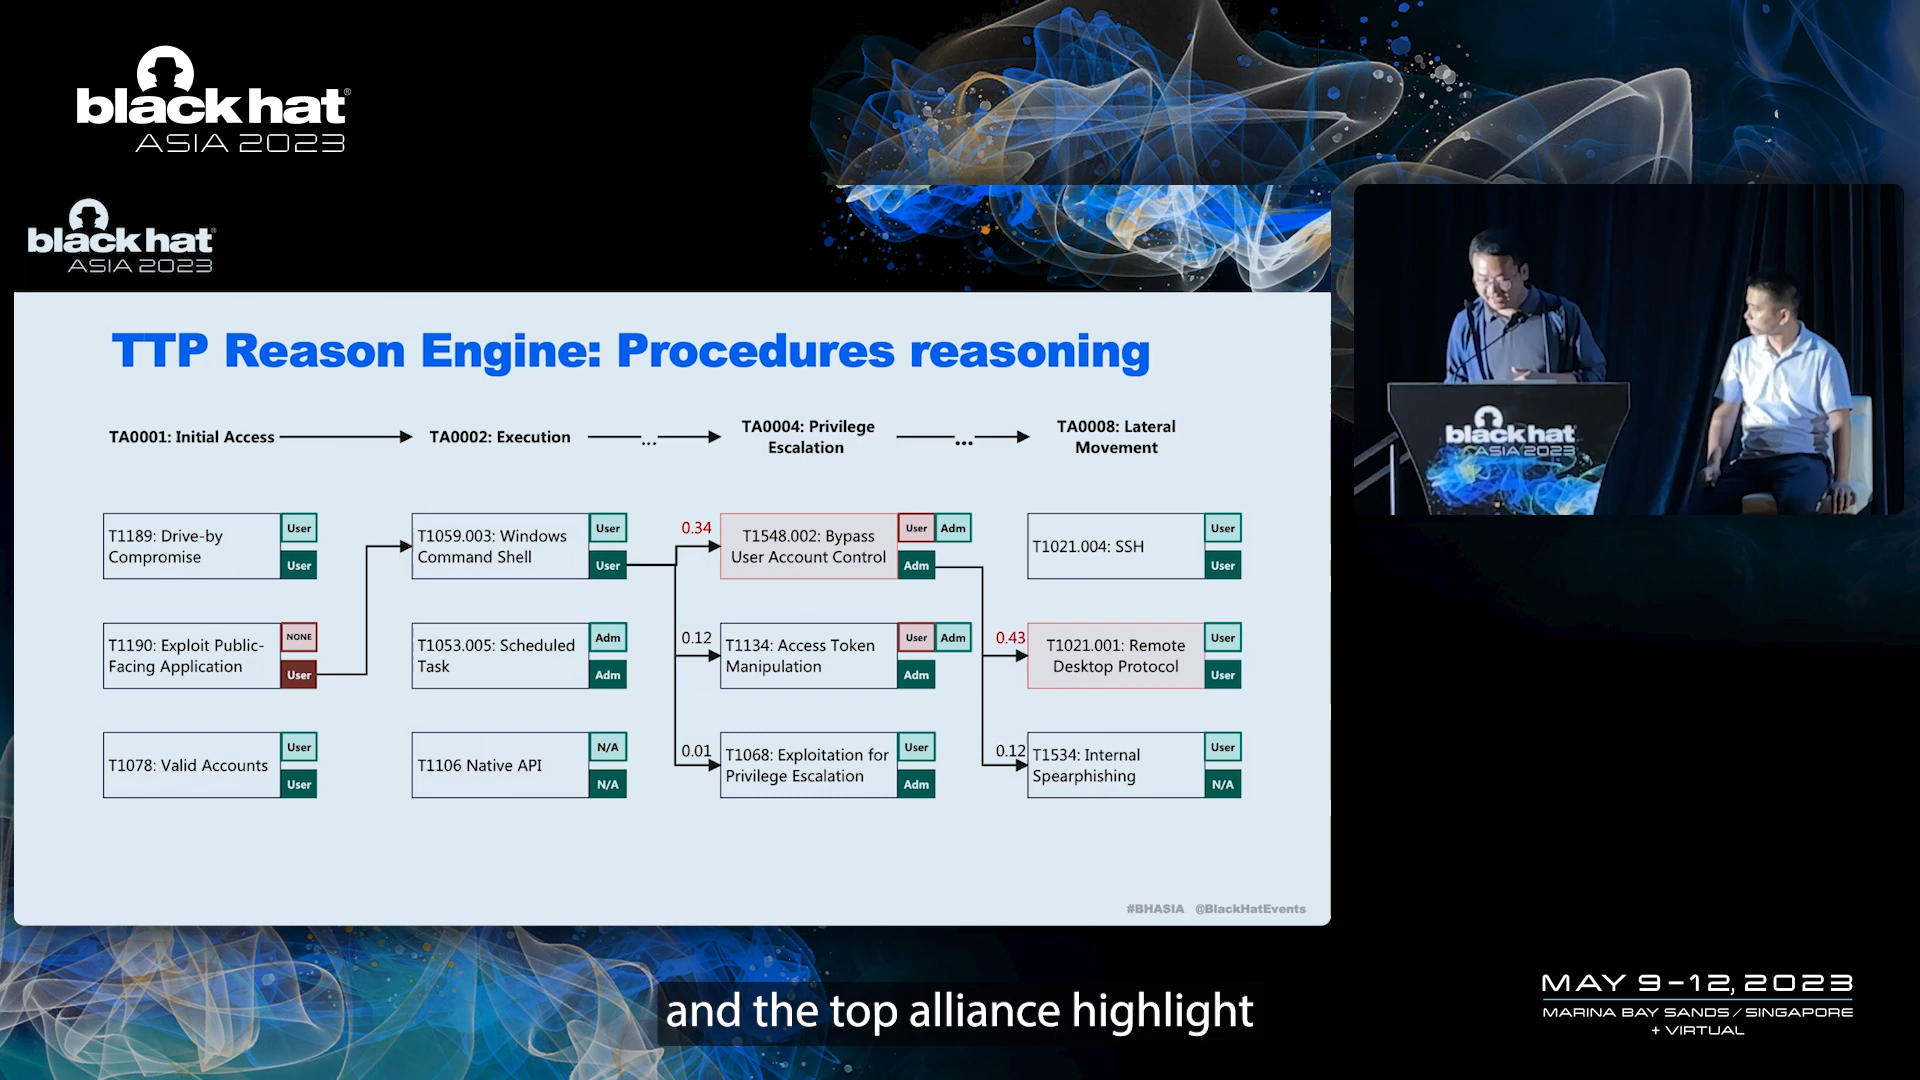 black hat®
ASIA 2023
black hat®
ASIA 2023
TTP Reason Engine: Procedures reasoning
TA0001: Initial Access
TA0002: Execution
...
TA0004: Privilege
Escalation
...
TA0008: Lateral
Movement
T1189: Drive-by
Compromise
User
User
T1059.003: Windows
Command Shell
User
User
0.34
T1548.002: Bypass
User Account Control
User
Adm
Adm
T1021.004: SSH
User
User
T1190: Exploit Public-
Facing Application
NONE
User
T1053.005: Scheduled
Task
Adm
Adm
0.12
T1134: Access Token
Manipulation
User
Adm
Adm
0.43
T1021.001: Remote
Desktop Protocol
User
User
T1078: Valid Accounts
User
User
T1106 Native API
N/A
N/A
0.01
T1068: Exploitation for
Privilege Escalation
User
Adm
0.12
T1534: Internal
Spearphishing
User
N/A
#BHASIA @BlackHatEvents
black hat
ASIA 2023
and the top alliance highlight
MAY 9-12, 2023
MARINA BAY SANDS / SINGAPORE
+ VIRTUAL